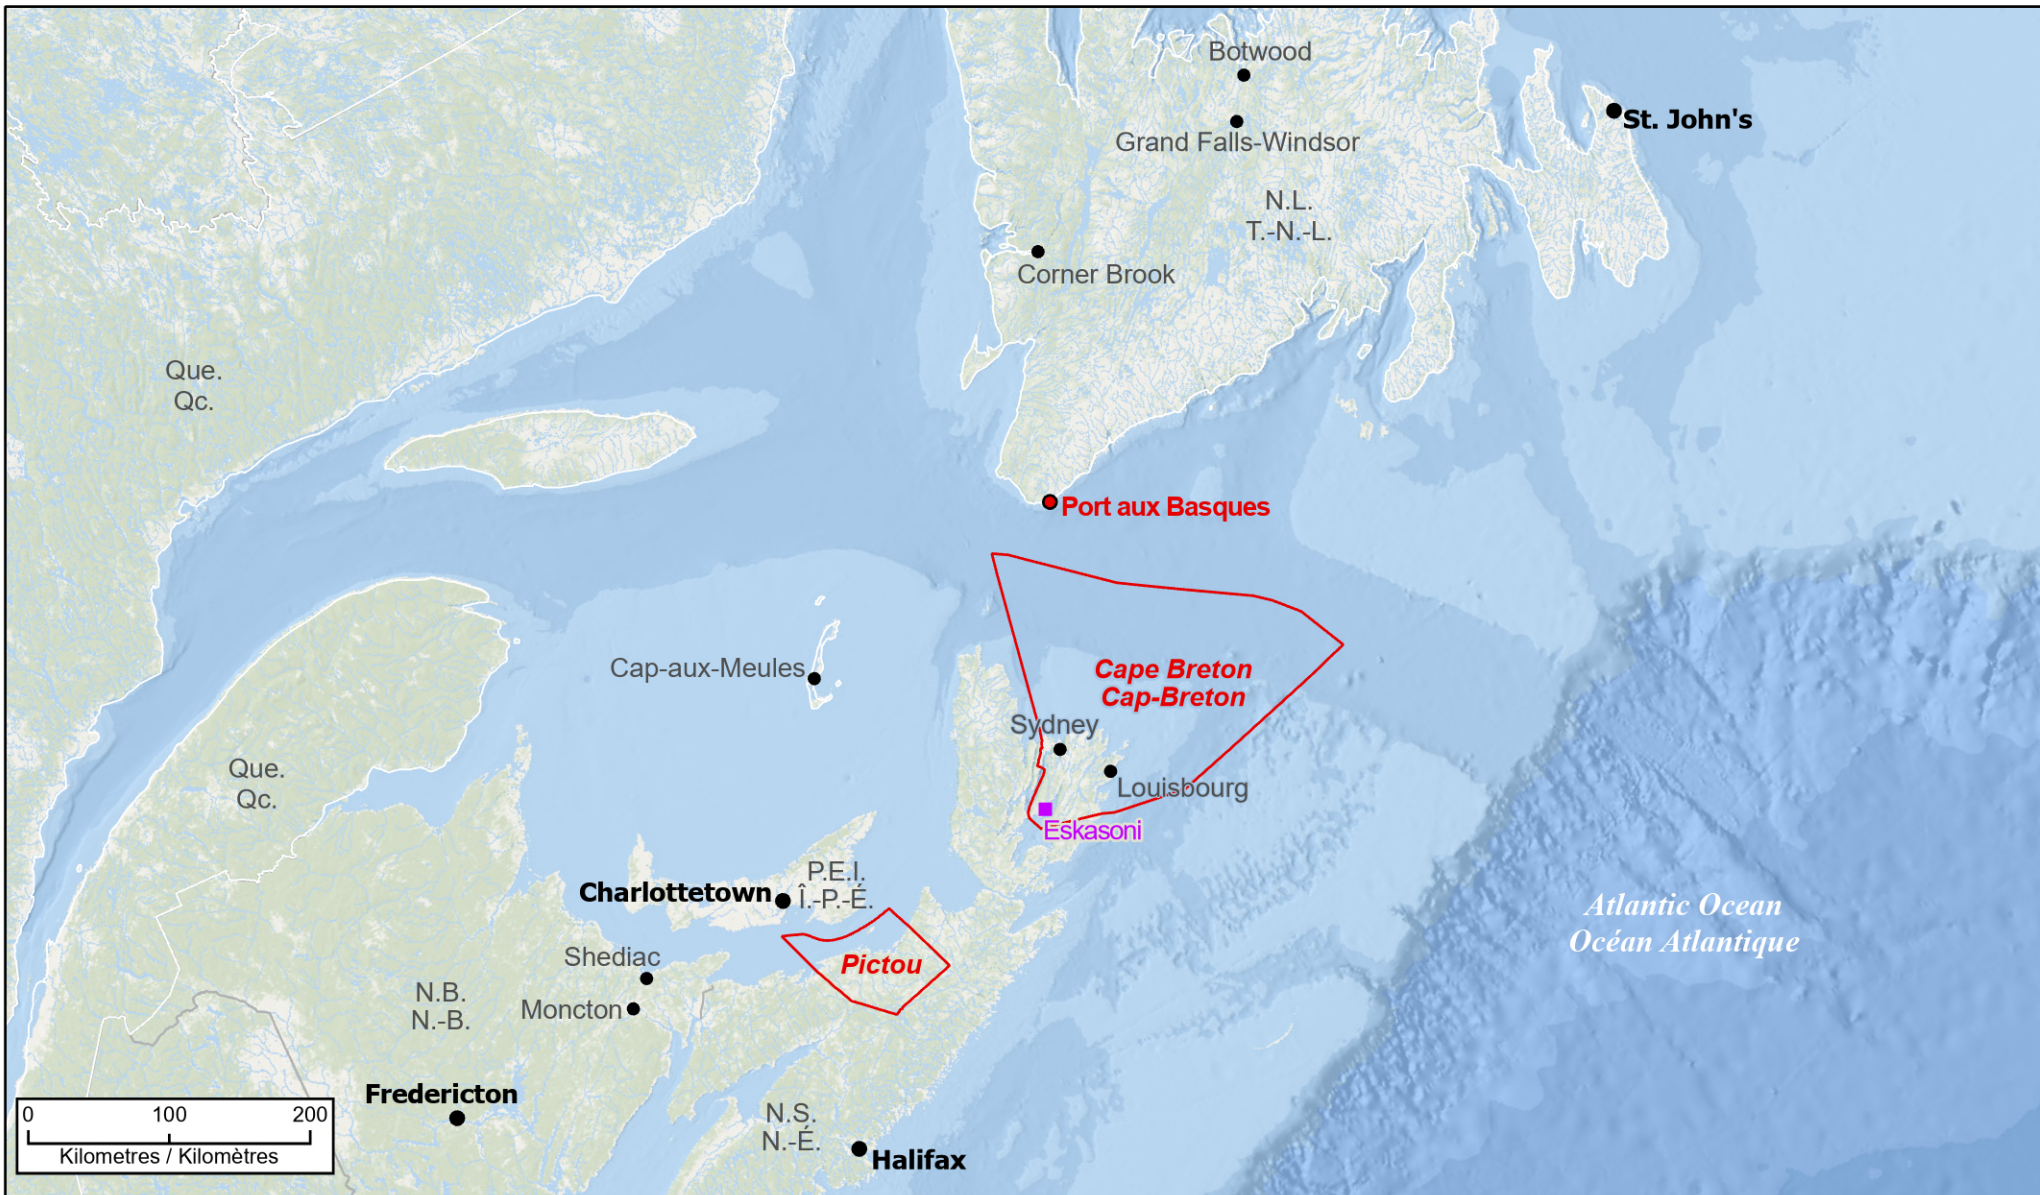 Botwood
St. John's
Grand Falls-Windsor
N.L.
T.-N.-L.
Corner Brook
Que.
Qc.
Port aux Basques
Cap-aux-Meules
Cape Breton
Cap-Breton
Sydney
Louisbourg
Eskasoni
Que.
Qc.
P.E.I.
Î.-P.-É.
Charlottetown
Atlantic Ocean
Océan Atlantique
Shediac
Pictou
Moncton
N.B.
N.-B.
Fredericton
N.S.
N.-É.
Halifax
0 100 200
Kilometres / Kilomètres